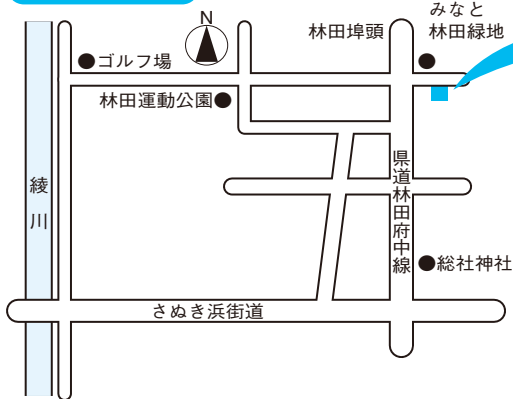 N
みなと
林田緑地
林田埠頭
ゴルフ場
林田運動公園
綾川
県道林田府中線
総社神社
さぬき浜街道